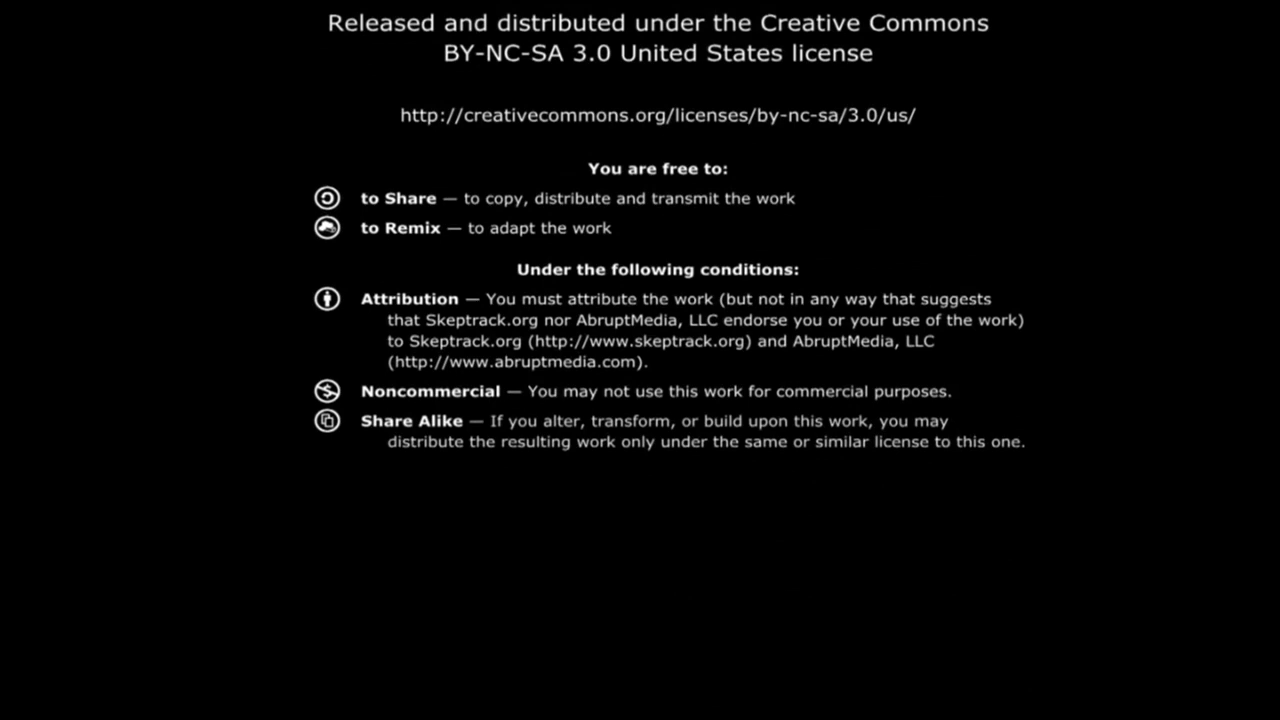 Released and distributed under the Creative Commons
BY-NC-SA 3.0 United States license
http://creativecommons.org/licenses/by-nc-sa/3.0/us/
You are free to:
to Share — to copy, distribute and transmit the work
to Remix — to adapt the work
Under the following conditions:
Attribution — You must attribute the work (but not in any way that suggests
that Skeptrack.org nor AbruptMedia, LLC endorse you or your use of the work)
to Skeptrack.org (http://www.skeptrack.org) and AbruptMedia, LLC
(http://www.abruptmedia.com).
Noncommercial — You may not use this work for commercial purposes.
Share Alike — If you alter, transform, or build upon this work, you may
distribute the resulting work only under the same or similar license to this one.